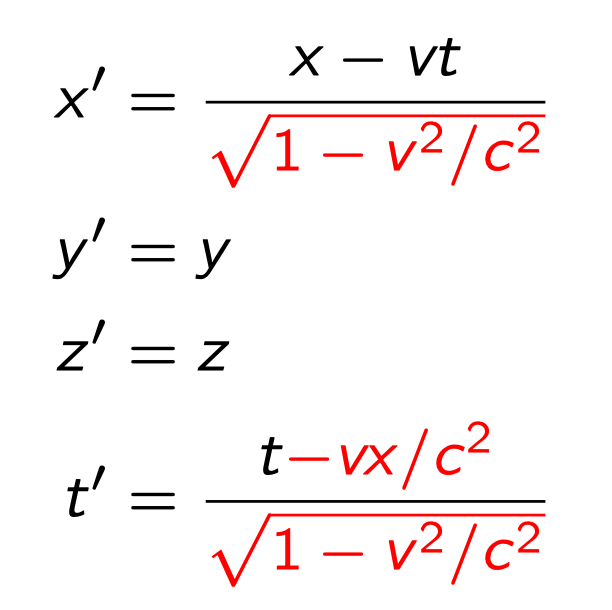 x′ = (x − vt) / √(1 − v²/c²)
y′ = y
z′ = z
t′ = (t−vx/c²) / √(1 − v²/c²)